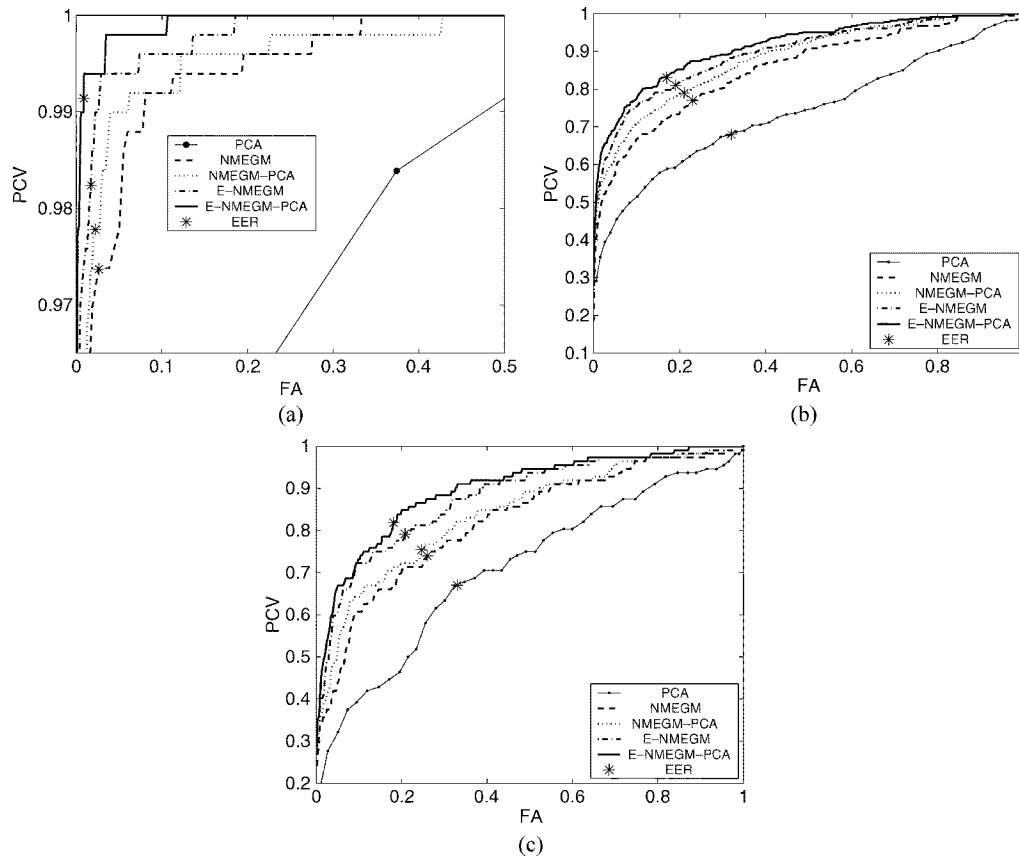 1
0.99
0.98
0.97
PCV
0
0.1
0.2
0.3
0.4
0.5
FA
PCA
NMEGM
NMEGM-PCA
E-NMEGM
E-NMEGM-PCA
EER
(a)
1
0.9
0.8
0.7
0.6
0.5
0.4
0.3
0.2
0.1
PCV
0
0.2
0.4
0.6
0.8
FA
PCA
NMEGM
NMEGM-PCA
E-NMEGM
E-NMEGM-PCA
EER
(b)
1
0.9
0.8
0.7
0.6
0.5
0.4
0.3
0.2
PCV
0
0.2
0.4
0.6
0.8
1
FA
PCA
NMEGM
NMEGM-PCA
E-NMEGM
E-NMEGM-PCA
EER
(c)